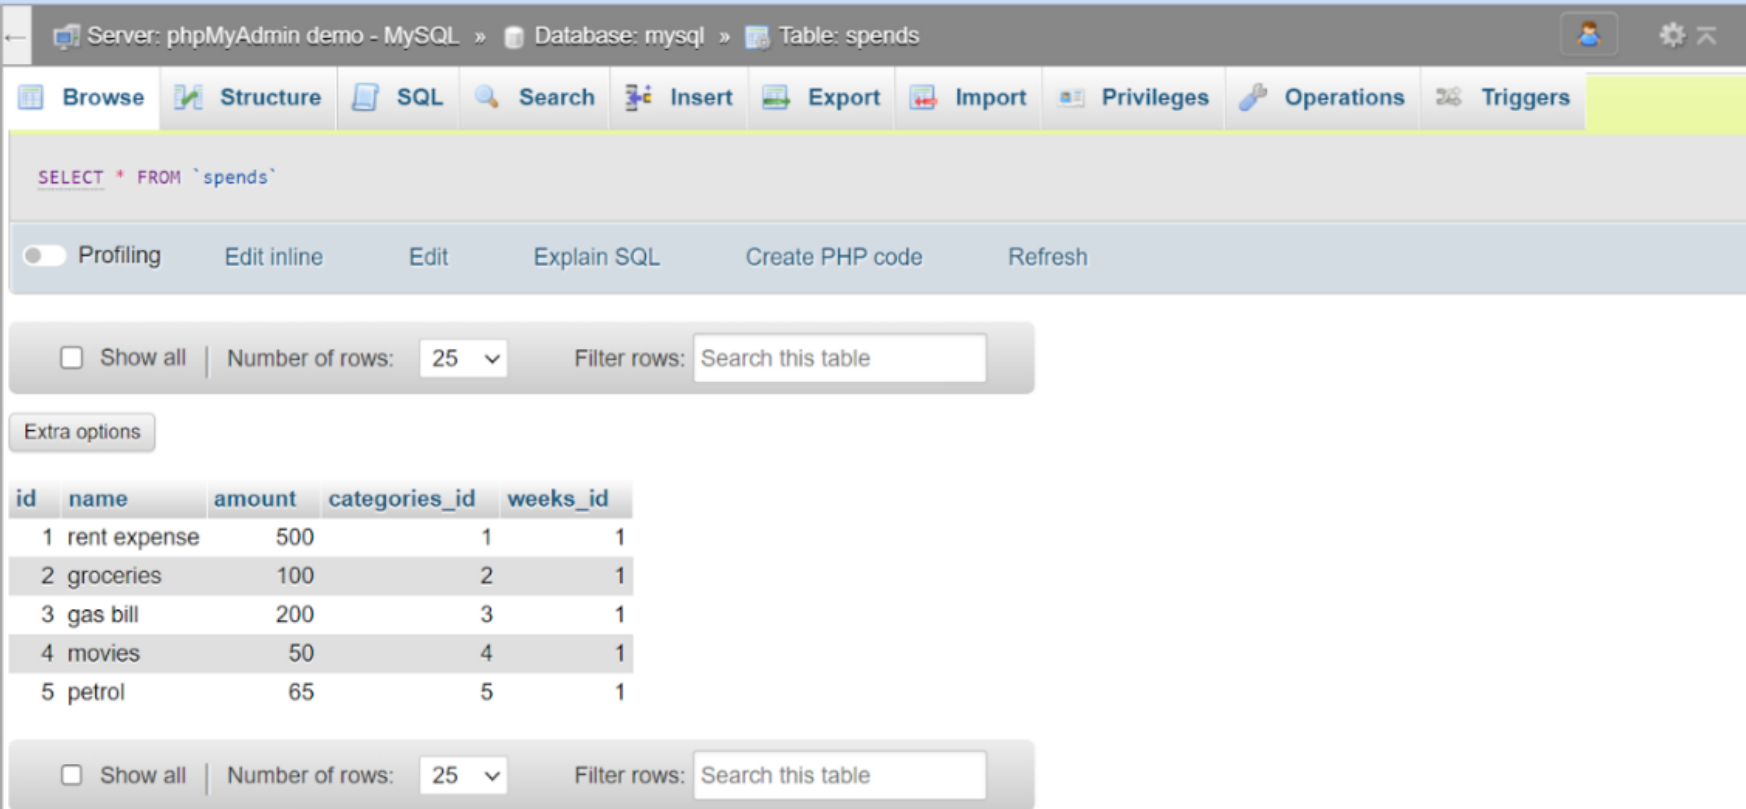 ← Server: phpMyAdmin demo - MySQL » Database: mysql » Table: spends
Browse Structure SQL Search Insert Export Import Privileges Operations Triggers
SELECT * FROM `spends`
Profiling Edit inline Edit Explain SQL Create PHP code Refresh
Show all | Number of rows: 25 Filter rows: Search this table
Extra options
id name amount categories_id weeks_id
1 rent expense 500 1 1
2 groceries 100 2 1
3 gas bill 200 3 1
4 movies 50 4 1
5 petrol 65 5 1
Show all | Number of rows: 25 Filter rows: Search this table